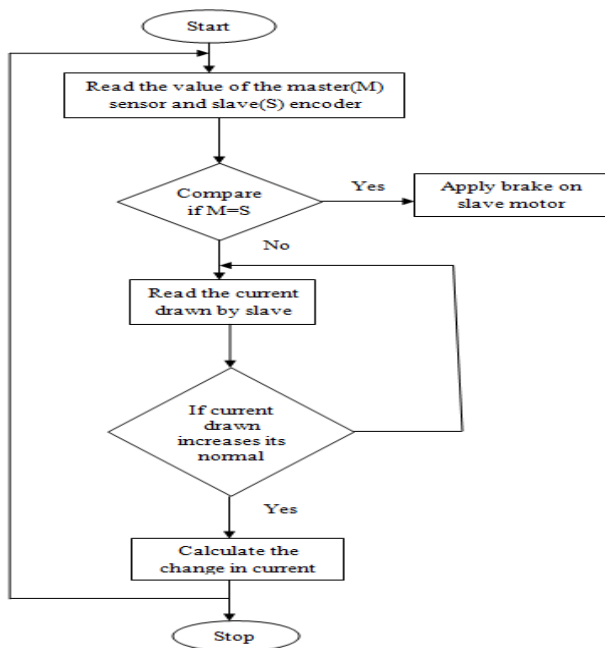 Start
Read the value of the master(M)
sensor and slave(S) encoder
Compare
if M=S
Yes
Apply brake on
slave motor
No
Read the current
drawn by slave
If current
drawn
increases its
normal
Yes
Calculate the
change in current
Stop